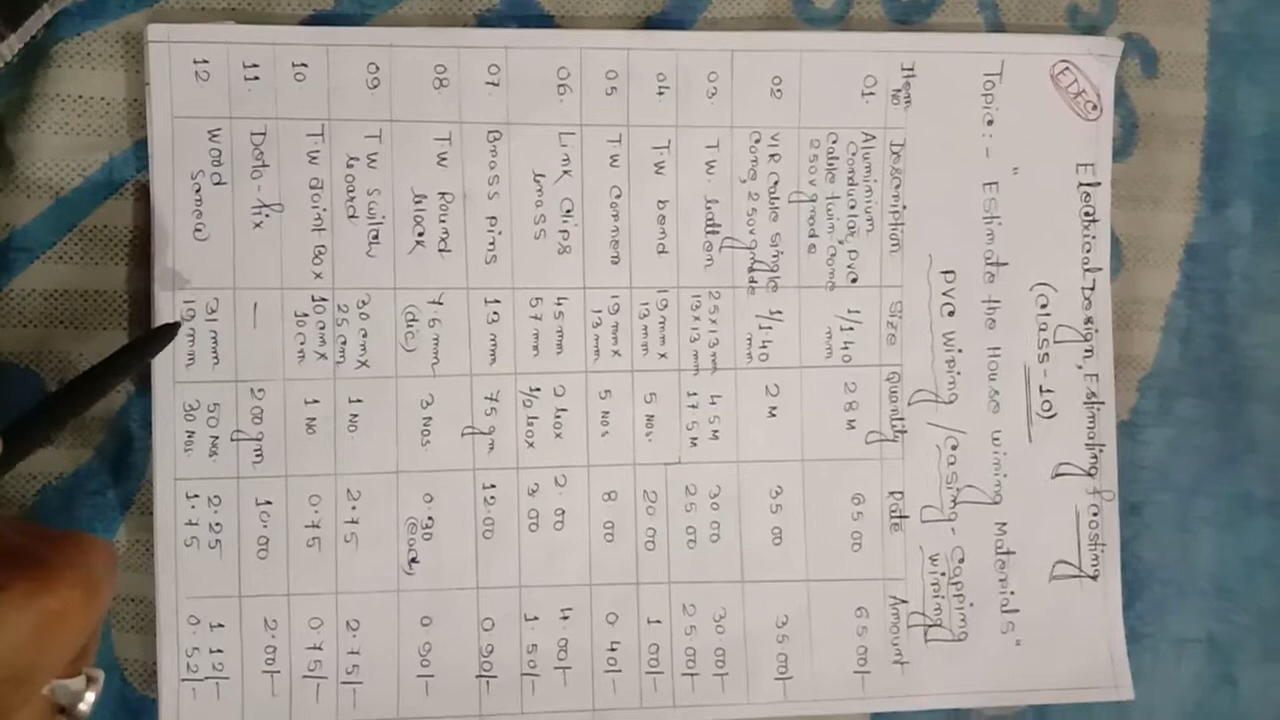 EDEC
Electrical Design, Estimating & costing
(class-10)
Topic:- "Estimate the House wiring Materials"
PVC wiring / casing-capping wiring
Item No. Description Size Quantity Rate Amount
01. Aluminium Conductor, PVC cable twin core 250v grade 1/1.40 mm 28 M 65 00 65 00/-
02 VIR cable single core, 250v grade 1/1.40 mm 2 M 35 00 35 00/-
03. T.W. batten 25x13 mm 45 M 30 00 30.00/-
13x13 mm 175M 25 00 25.00/-
04. T.W bend 19 mm x 13 mm 5 Nos. 20 00 1 00/-
05. T.W corner 19 mm x 13 mm 5 Nos 8 00 0.40/-
06. Link Clips 45 mm 2 box 2.00 4.00/-
brass 57 mm 1/2 box 3.00 1.50/-
07. Brass pins 13 mm 75 gm 12.00 0.90/-
08. T.W Round block 7.6 mm (dic) 3 Nos. 0.30 (each) 0.90/-
09. T W switch board 30 cm x 25 cm 1 No. 2.75 2.75/-
10. T.W Joint Box 10 cm x 10 cm 1 No 0.75 0.75/-
11. Data-fix — 200 gm 10.00 2.00/-
12. Wood 31 mm 50 Nos. 2.25 1.12/-
19 mm 30 Nos. 1.75 0.52/-